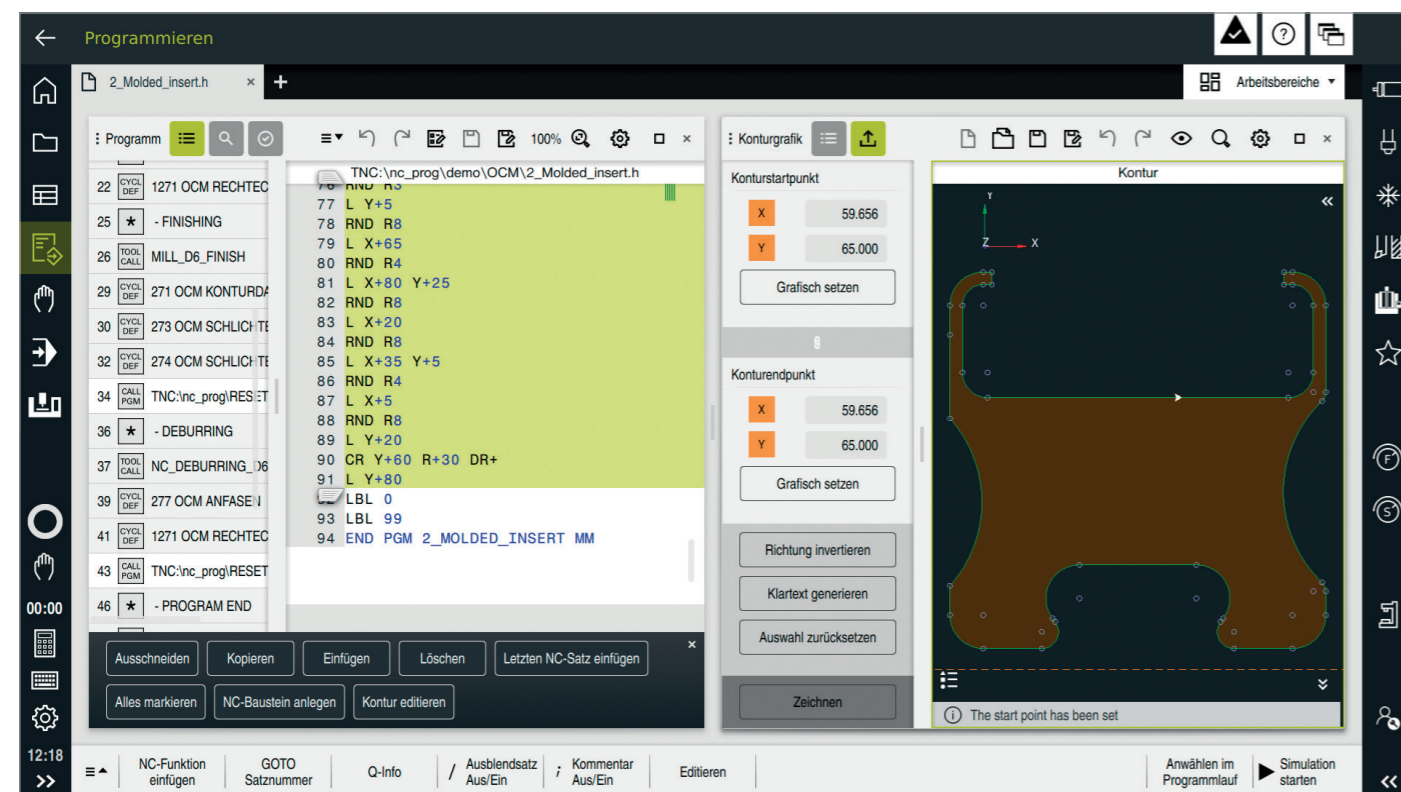 Programmieren
2_Molded_insert.h
Arbeitsbereiche
Programm
100%
22 CYCL DEF 1271 OCM RECHTEC
25 * - FINISHING
26 TOOL CALL MILL_D6_FINISH
29 CYCL DEF 271 OCM KONTURDA
30 CYCL DEF 273 OCM SCHLICHTE
32 CYCL DEF 274 OCM SCHLICHTE
34 CALL PGM TNC:\nc_prog\RESET
36 * - DEBURRING
37 TOOL CALL NC_DEBURRING_D6
39 CYCL DEF 277 OCM ANFASEN
41 CYCL DEF 1271 OCM RECHTEC
43 CALL PGM TNC:\nc_prog\RESET
46 * - PROGRAM END
TNC:\nc_prog\demo\OCM\2_Molded_insert.h
76 RND R3
77 L Y+5
78 RND R8
79 L X+65
80 RND R4
81 L X+80 Y+25
82 RND R8
83 L X+20
84 RND R8
85 L X+35 Y+5
86 RND R4
87 L X+5
88 RND R8
89 L Y+20
90 CR Y+60 R+30 DR+
91 L Y+80
92 LBL 0
93 LBL 99
94 END PGM 2_MOLDED_INSERT MM
Ausschneiden Kopieren Einfügen Löschen Letzten NC-Satz einfügen
Alles markieren NC-Baustein anlegen Kontur editieren
Konturgrafik
Konturstartpunkt
X 59.656
Y 65.000
Grafisch setzen
Konturendpunkt
X 59.656
Y 65.000
Grafisch setzen
Richtung invertieren
Klartext generieren
Auswahl zurücksetzen
Zeichnen
Kontur
Y
Z X
The start point has been set
F
S
00:00
12:18
NC-Funktion einfügen
GOTO Satznummer
Q-Info
/ Ausblendsatz Aus/Ein
; Kommentar Aus/Ein
Editieren
Anwählen im Programmlauf
Simulation starten